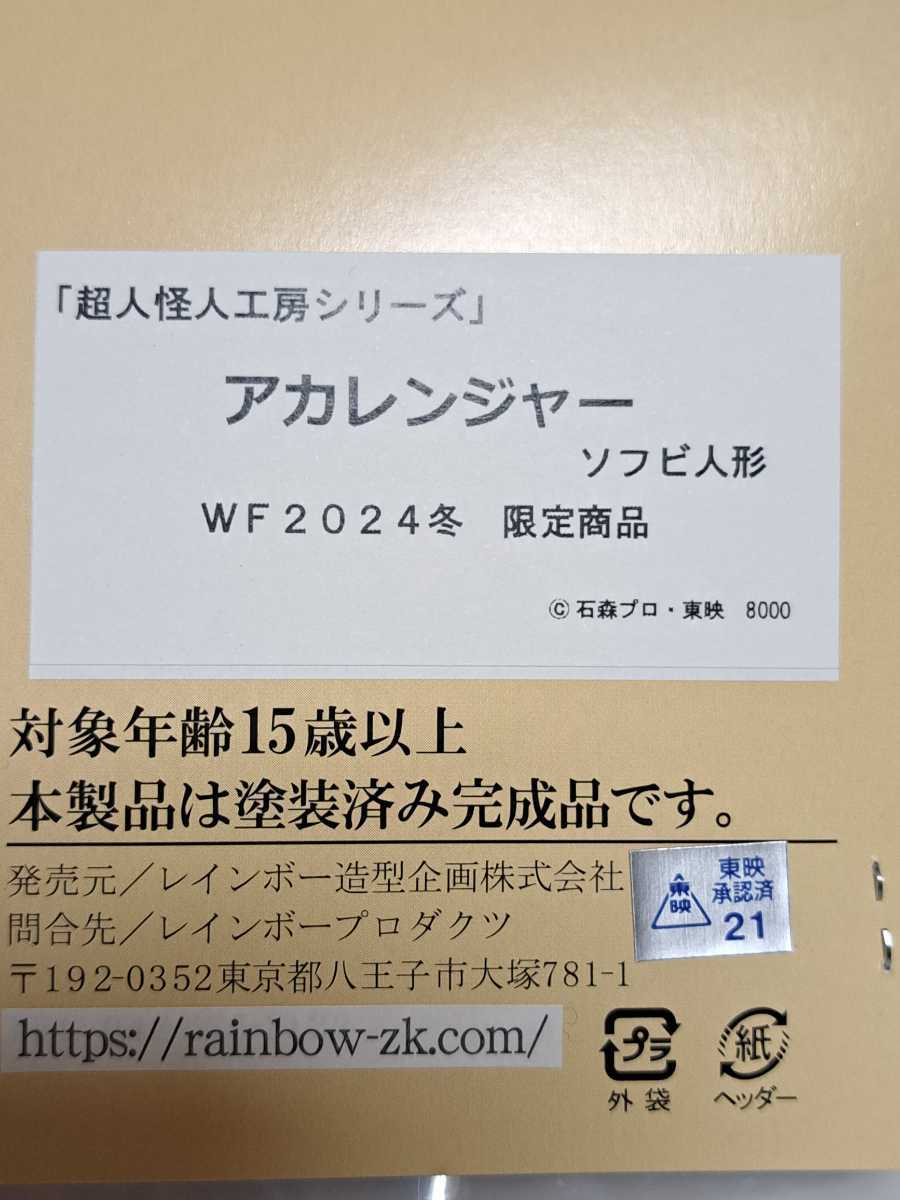 「超人怪人工房シリーズ」
アカレンジャー
ソフビ人形
WF2024冬　限定商品
©石森プロ・東映　8000
対象年齢15歳以上
本製品は塗装済み完成品です。
発売元／レインボー造型企画株式会社
問合先／レインボープロダクツ
〒192-0352東京都八王子市大塚781-1
https://rainbow-zk.com/
東映
東映
承認済
21
プラ
外袋
紙
ヘッダー